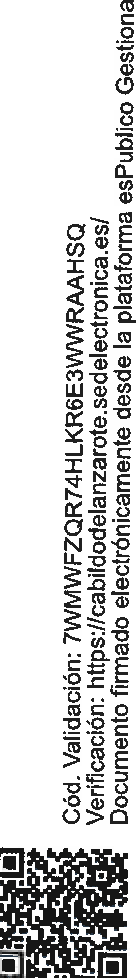 Cód. Validación: 7WMWFZQR74HLKR6E3WWRAAHSQ
Verificación: https://cabildodelanzarote.sedelectronica.es/
Documento firmado electrónicamente desde la plataforma esPublico Gestiona